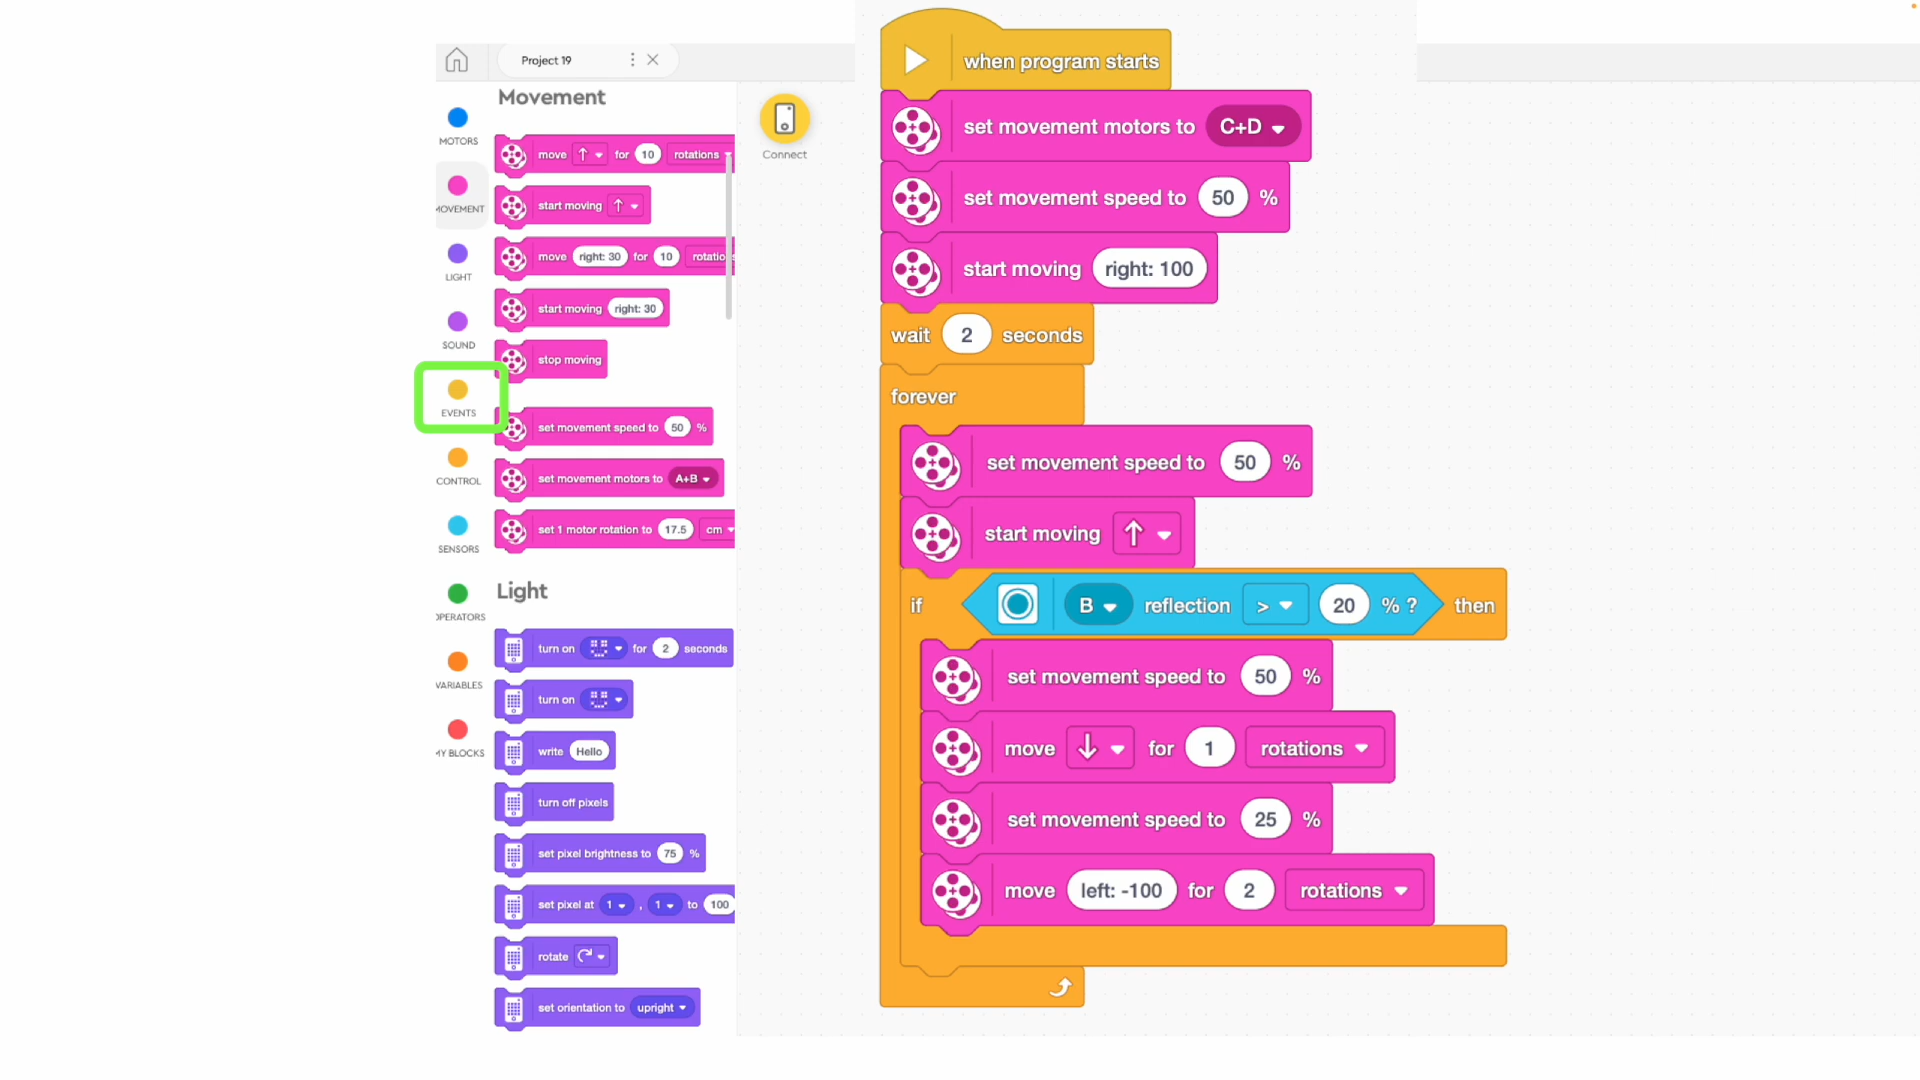 Project 19
Movement
MOTORS
MOVEMENT
LIGHT
SOUND
EVENTS
CONTROL
SENSORS
OPERATORS
VARIABLES
MY BLOCKS
move for 10 rotations
start moving
move right: 30 for 10 rotations
start moving right: 30
stop moving
set movement speed to 50 %
set movement motors to A+B
set 1 motor rotation to 17.5 cm
Light
turn on for 2 seconds
turn on
write Hello
turn off pixels
set pixel brightness to 75 %
set pixel at 1 , 1 to 100
rotate
set orientation to upright
Connect
when program starts
set movement motors to C+D
set movement speed to 50 %
start moving right: 100
wait 2 seconds
forever
set movement speed to 50 %
start moving
if B reflection > 20 % ? then
set movement speed to 50 %
move for 1 rotations
set movement speed to 25 %
move left: -100 for 2 rotations